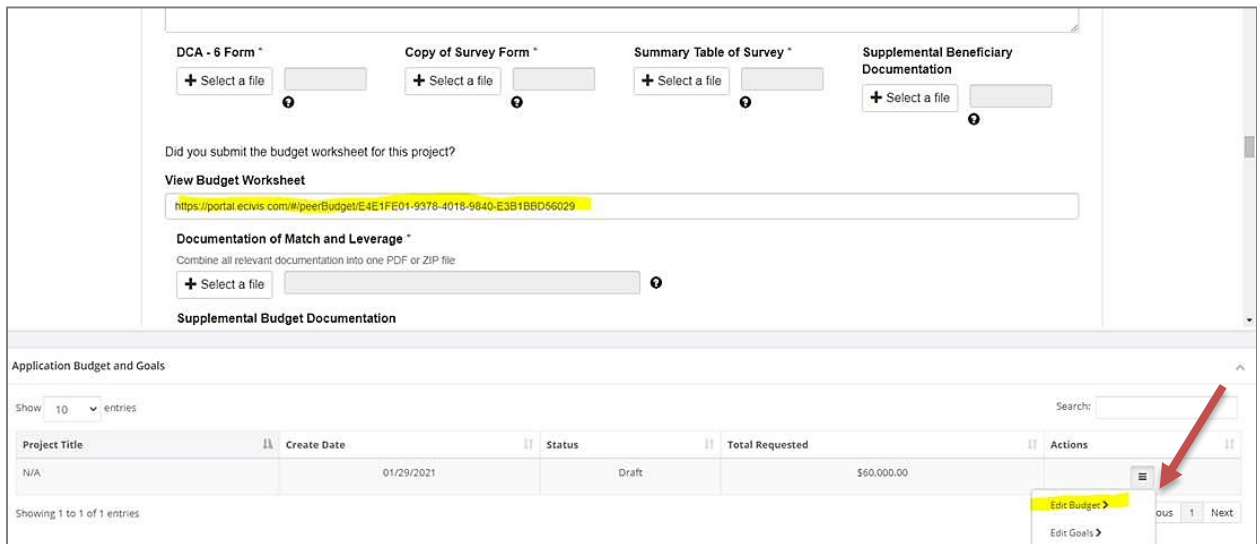 DCA - 6 Form * Copy of Survey Form * Summary Table of Survey * Supplemental Beneficiary Documentation
+ Select a file + Select a file + Select a file + Select a file
Did you submit the budget worksheet for this project?
View Budget Worksheet
https://portal.ecivis.com/#/peerBudget/E4E1FE01-9378-4018-9840-E3B1BBD56029
Documentation of Match and Leverage *
Combine all relevant documentation into one PDF or ZIP file
+ Select a file
Supplemental Budget Documentation
Application Budget and Goals
Show 10 entries Search:
Project Title Create Date Status Total Requested Actions
N/A 01/29/2021 Draft $60,000.00
Edit Budget
Showing 1 to 1 of 1 entries ous 1 Next
Edit Goals